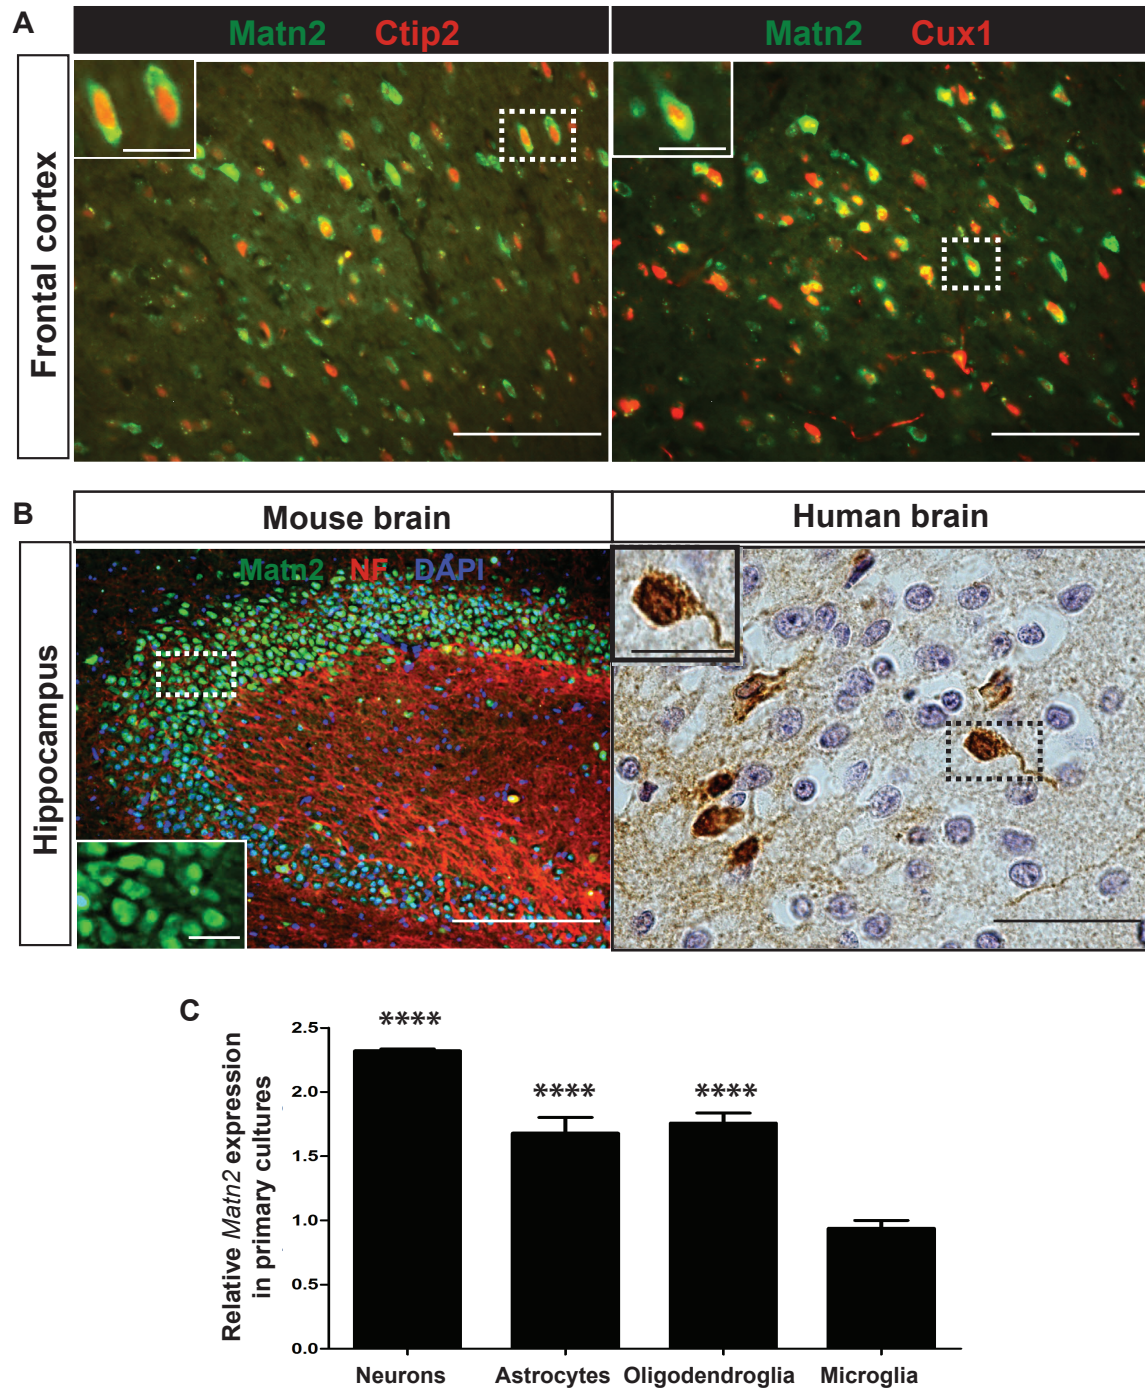 A
Matn2 Ctip2
Matn2 Cux1
Frontal cortex
B
Mouse brain
Human brain
Hippocampus
Matn2 NF DAPI
C
Relative Matn2 expression
in primary cultures
2.5
2.0
1.5
1.0
0.5
0.0
****
****
****
Neurons
Astrocytes
Oligodendroglia
Microglia